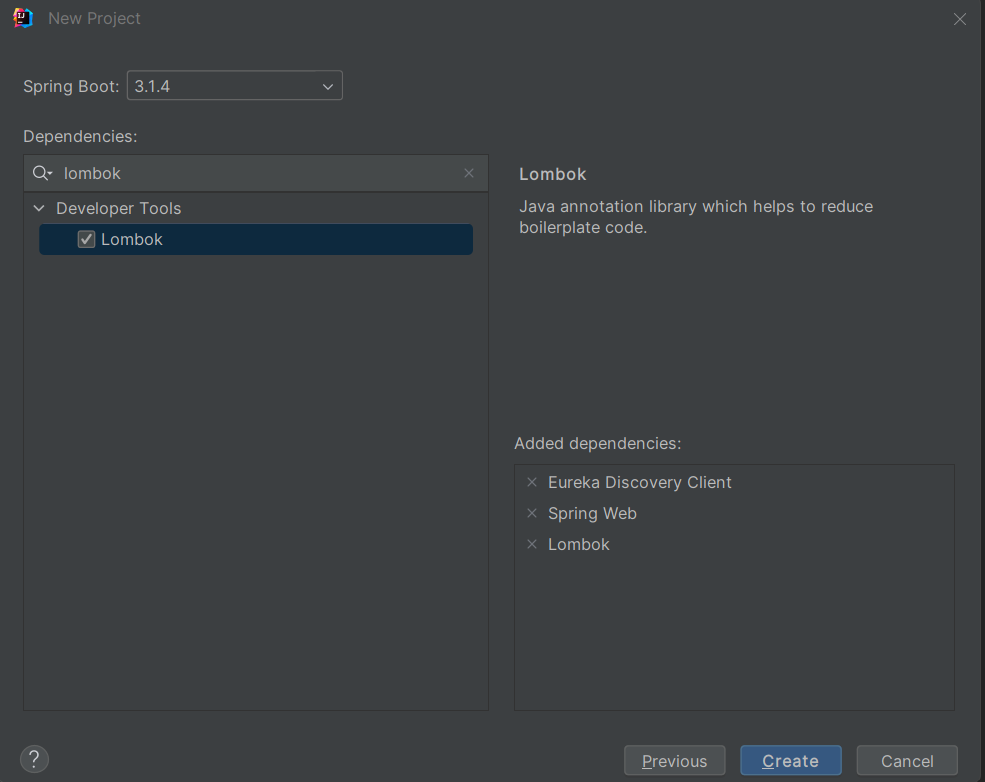 New Project
Spring Boot: 3.1.4
Dependencies:
lombok
Developer Tools
Lombok
Lombok
Java annotation library which helps to reduce
boilerplate code.
Added dependencies:
Eureka Discovery Client
Spring Web
Lombok
?
Previous
Create
Cancel